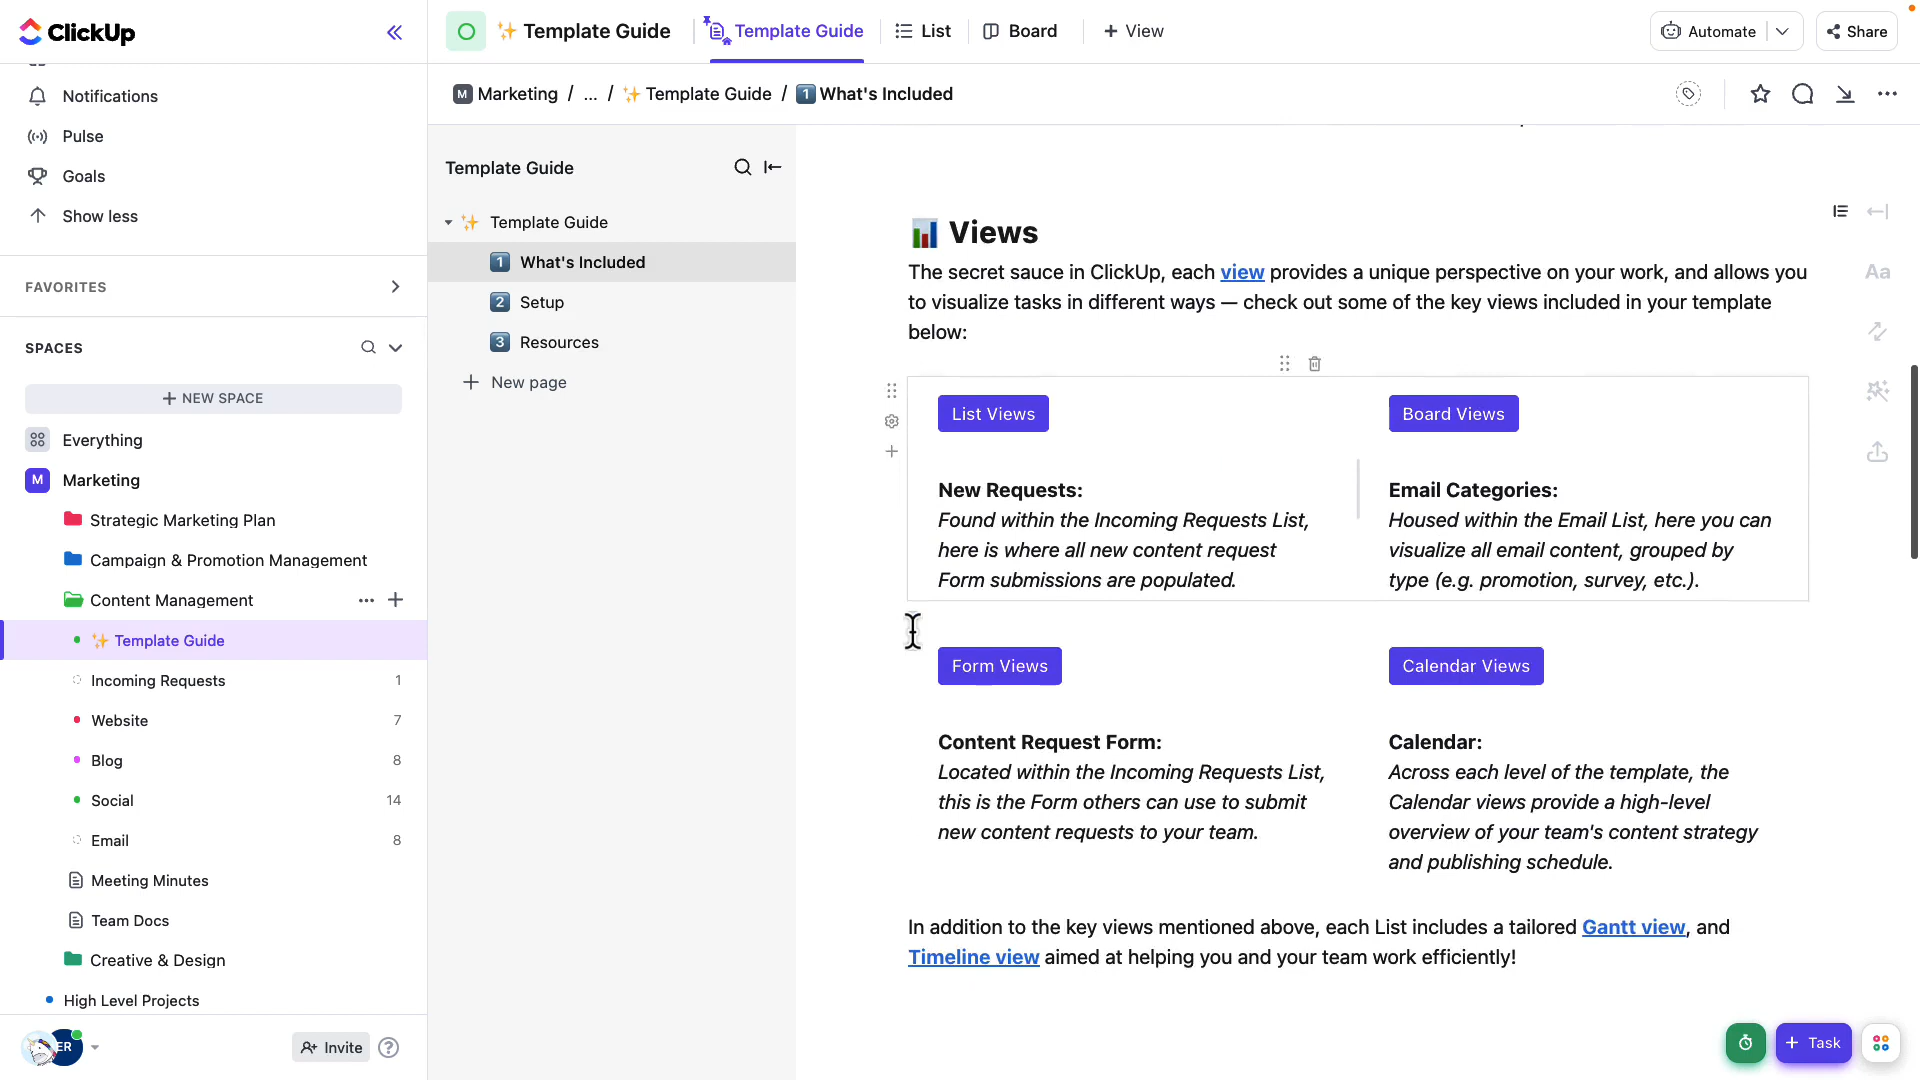 ClickUp
Notifications
Pulse
Goals
Show less
FAVORITES
SPACES
+ NEW SPACE
Everything
M Marketing
Strategic Marketing Plan
Campaign & Promotion Management
Content Management
✨ Template Guide
Incoming Requests 1
Website 7
Blog 8
Social 14
Email 8
Meeting Minutes
Team Docs
Creative & Design
High Level Projects
ER
Invite
✨ Template Guide
Template Guide
List
Board
+ View
Automate
Share
M Marketing / ... / ✨ Template Guide / 1 What's Included
Template Guide
✨ Template Guide
1 What's Included
2 Setup
3 Resources
+ New page
📊 Views
The secret sauce in ClickUp, each view provides a unique perspective on your work, and allows you
to visualize tasks in different ways — check out some of the key views included in your template
below:
List Views
New Requests:
Found within the Incoming Requests List,
here is where all new content request
Form submissions are populated.
Board Views
Email Categories:
Housed within the Email List, here you can
visualize all email content, grouped by
type (e.g. promotion, survey, etc.).
Form Views
Content Request Form:
Located within the Incoming Requests List,
this is the Form others can use to submit
new content requests to your team.
Calendar Views
Calendar:
Across each level of the template, the
Calendar views provide a high-level
overview of your team's content strategy
and publishing schedule.
In addition to the key views mentioned above, each List includes a tailored Gantt view, and
Timeline view aimed at helping you and your team work efficiently!
Aa
+ Task